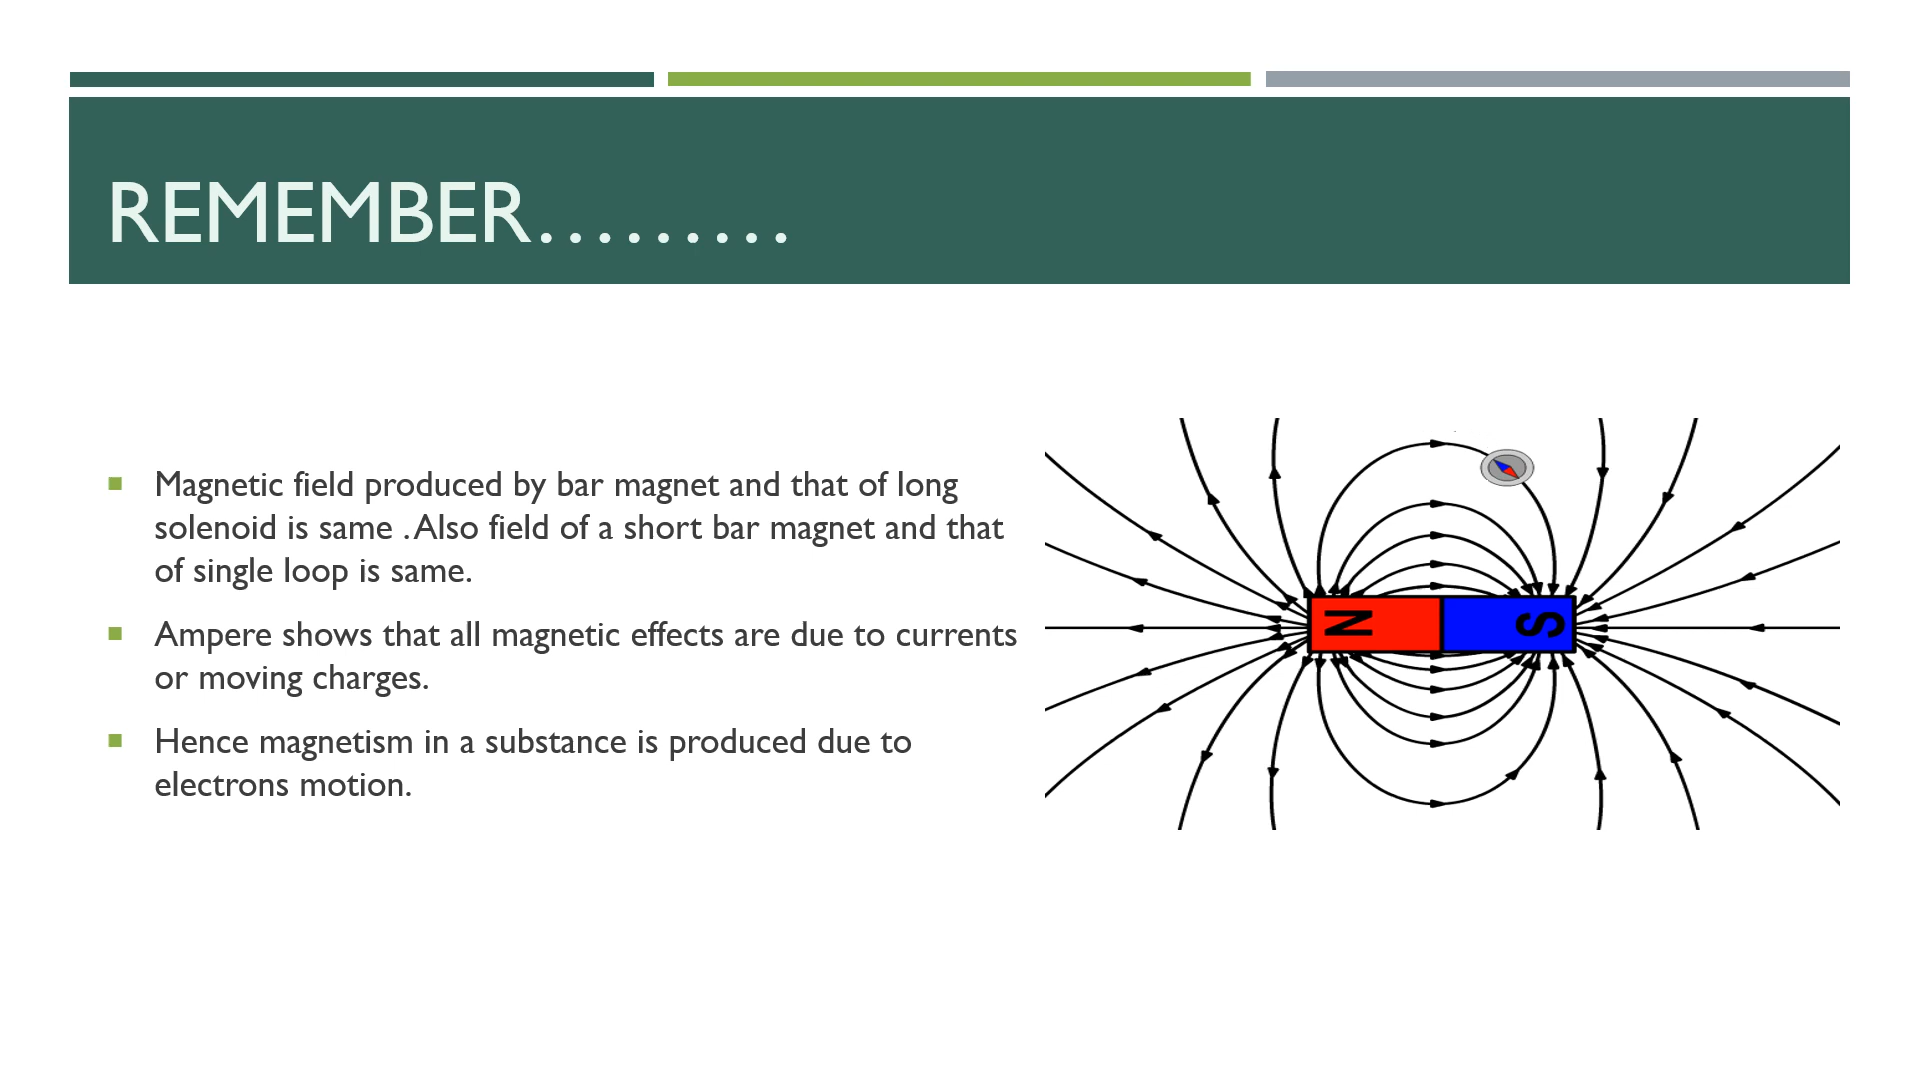 REMEMBER………
Magnetic field produced by bar magnet and that of long
solenoid is same . Also field of a short bar magnet and that
of single loop is same.
Ampere shows that all magnetic effects are due to currents
or moving charges.
Hence magnetism in a substance is produced due to
electrons motion.
N S